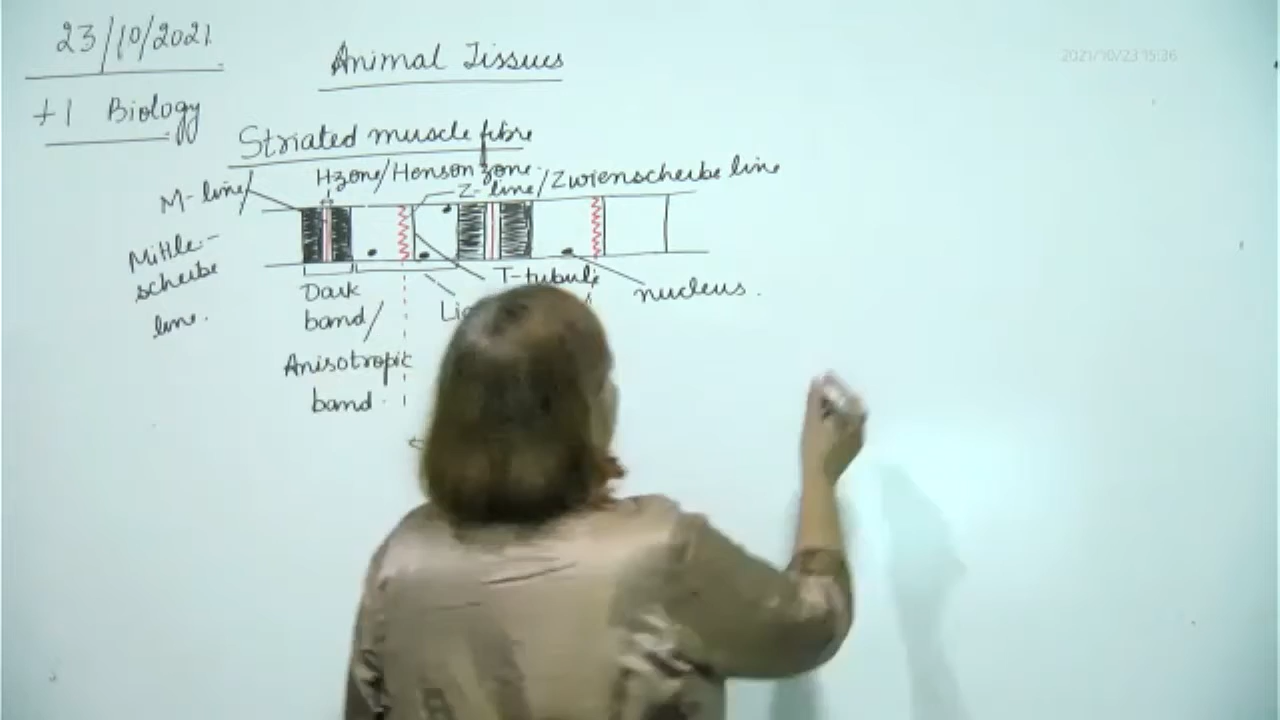 23/10/2021
2021/10/23 15:36
Animal Tissues
+1 Biology
Striated muscle fibre
H zone/Henson zone.
M-line/
Z-line/Zwienscheibe line
Mittle-
scheibe
line.
T-tubule
nucleus.
Dark
band/
Anisotropic
band.